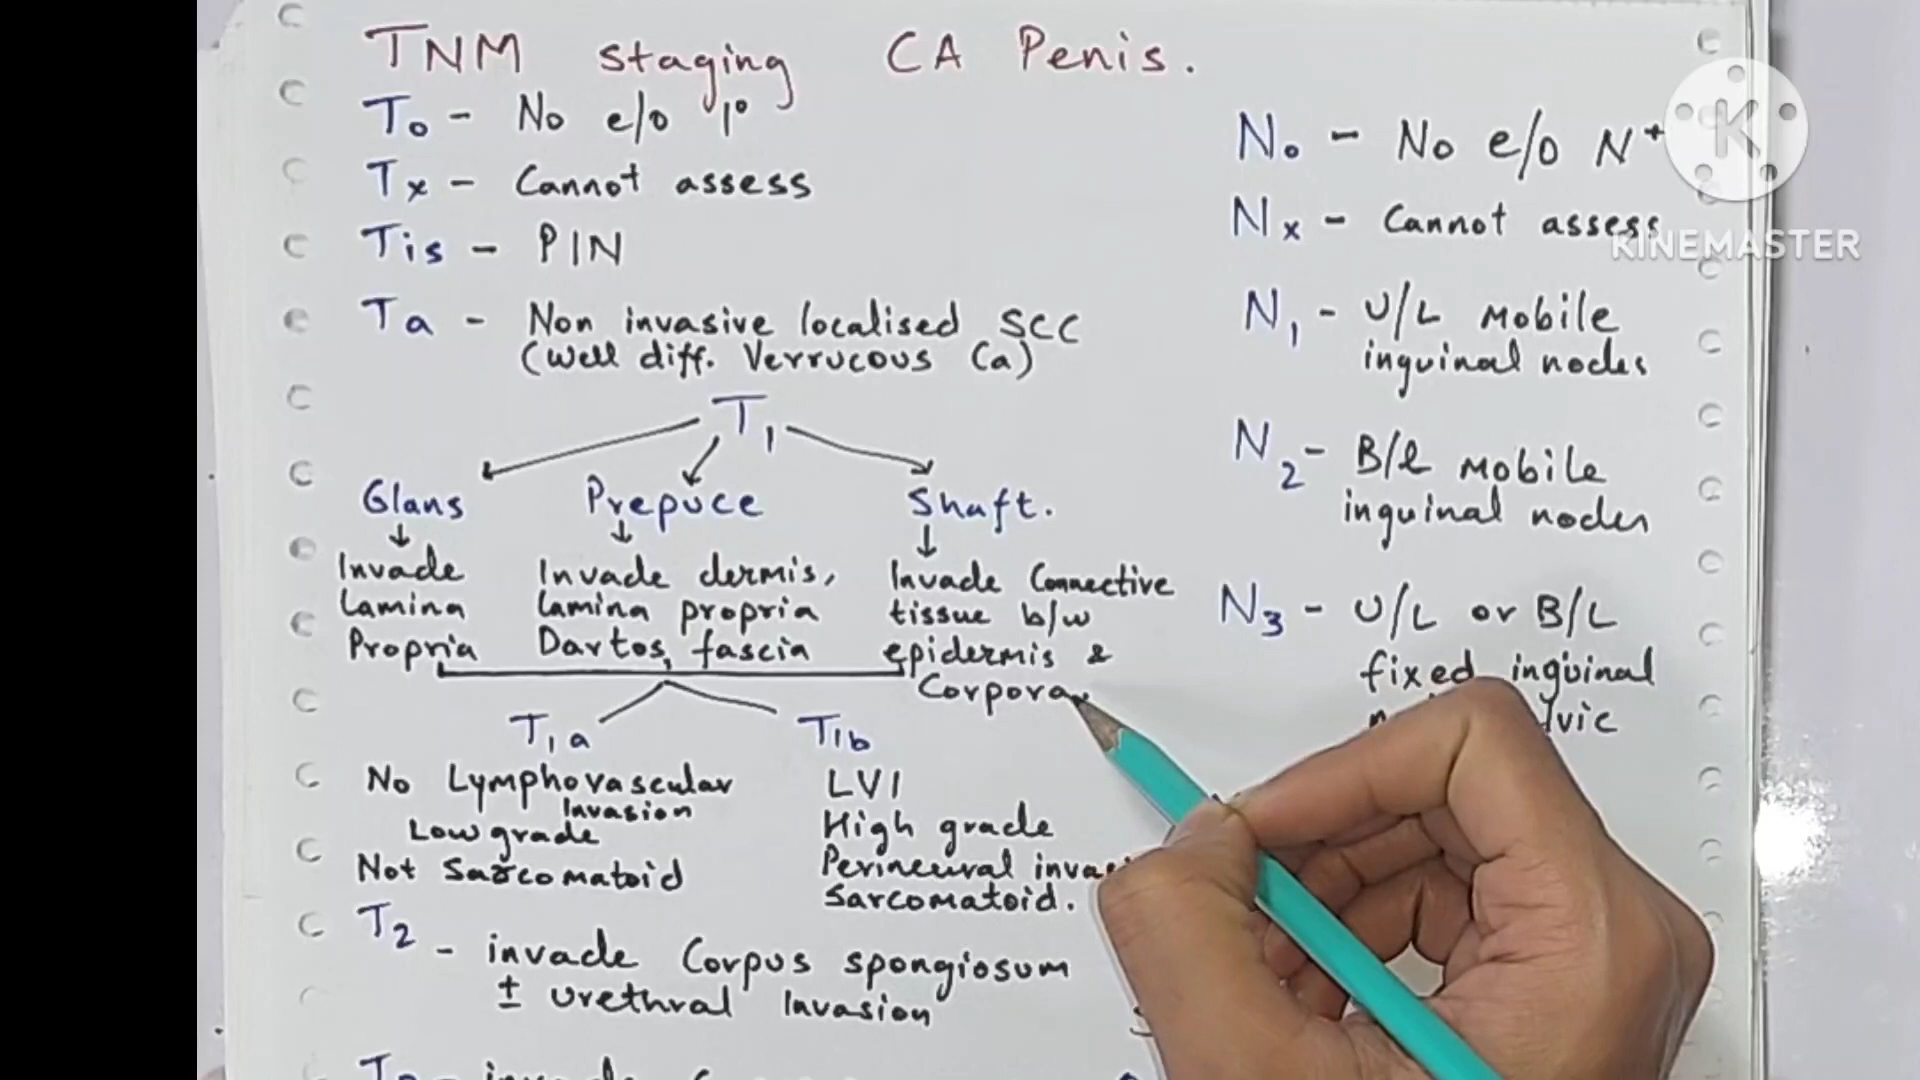 TNM staging CA Penis.
T0 - No e/o 1°
Tx - Cannot assess
Tis - PIN
Ta - Non invasive localised SCC
(well diff. Verrucous Ca)
T1
Glans Prepuce Shaft.
Invade
Lamina
Propria
Invade dermis,
Lamina propria
Dartos fascia
Invade Connective
tissue b/w
epidermis &
Corpora
T1a
No Lymphovascular
Invasion
Low grade
Not Sarcomatoid
T1b
LVI
High grade
Perineural
Sarcomatoid.
T2 - invade Corpus spongiosum
± urethral Invasion
invade
N0 - No e/o N+
Nx - Cannot assess
N1 - U/L Mobile
inguinal nodes
N2 - B/L Mobile
inguinal nodes
N3 - U/L or B/L
fixed inguinal
K
KINEMASTER